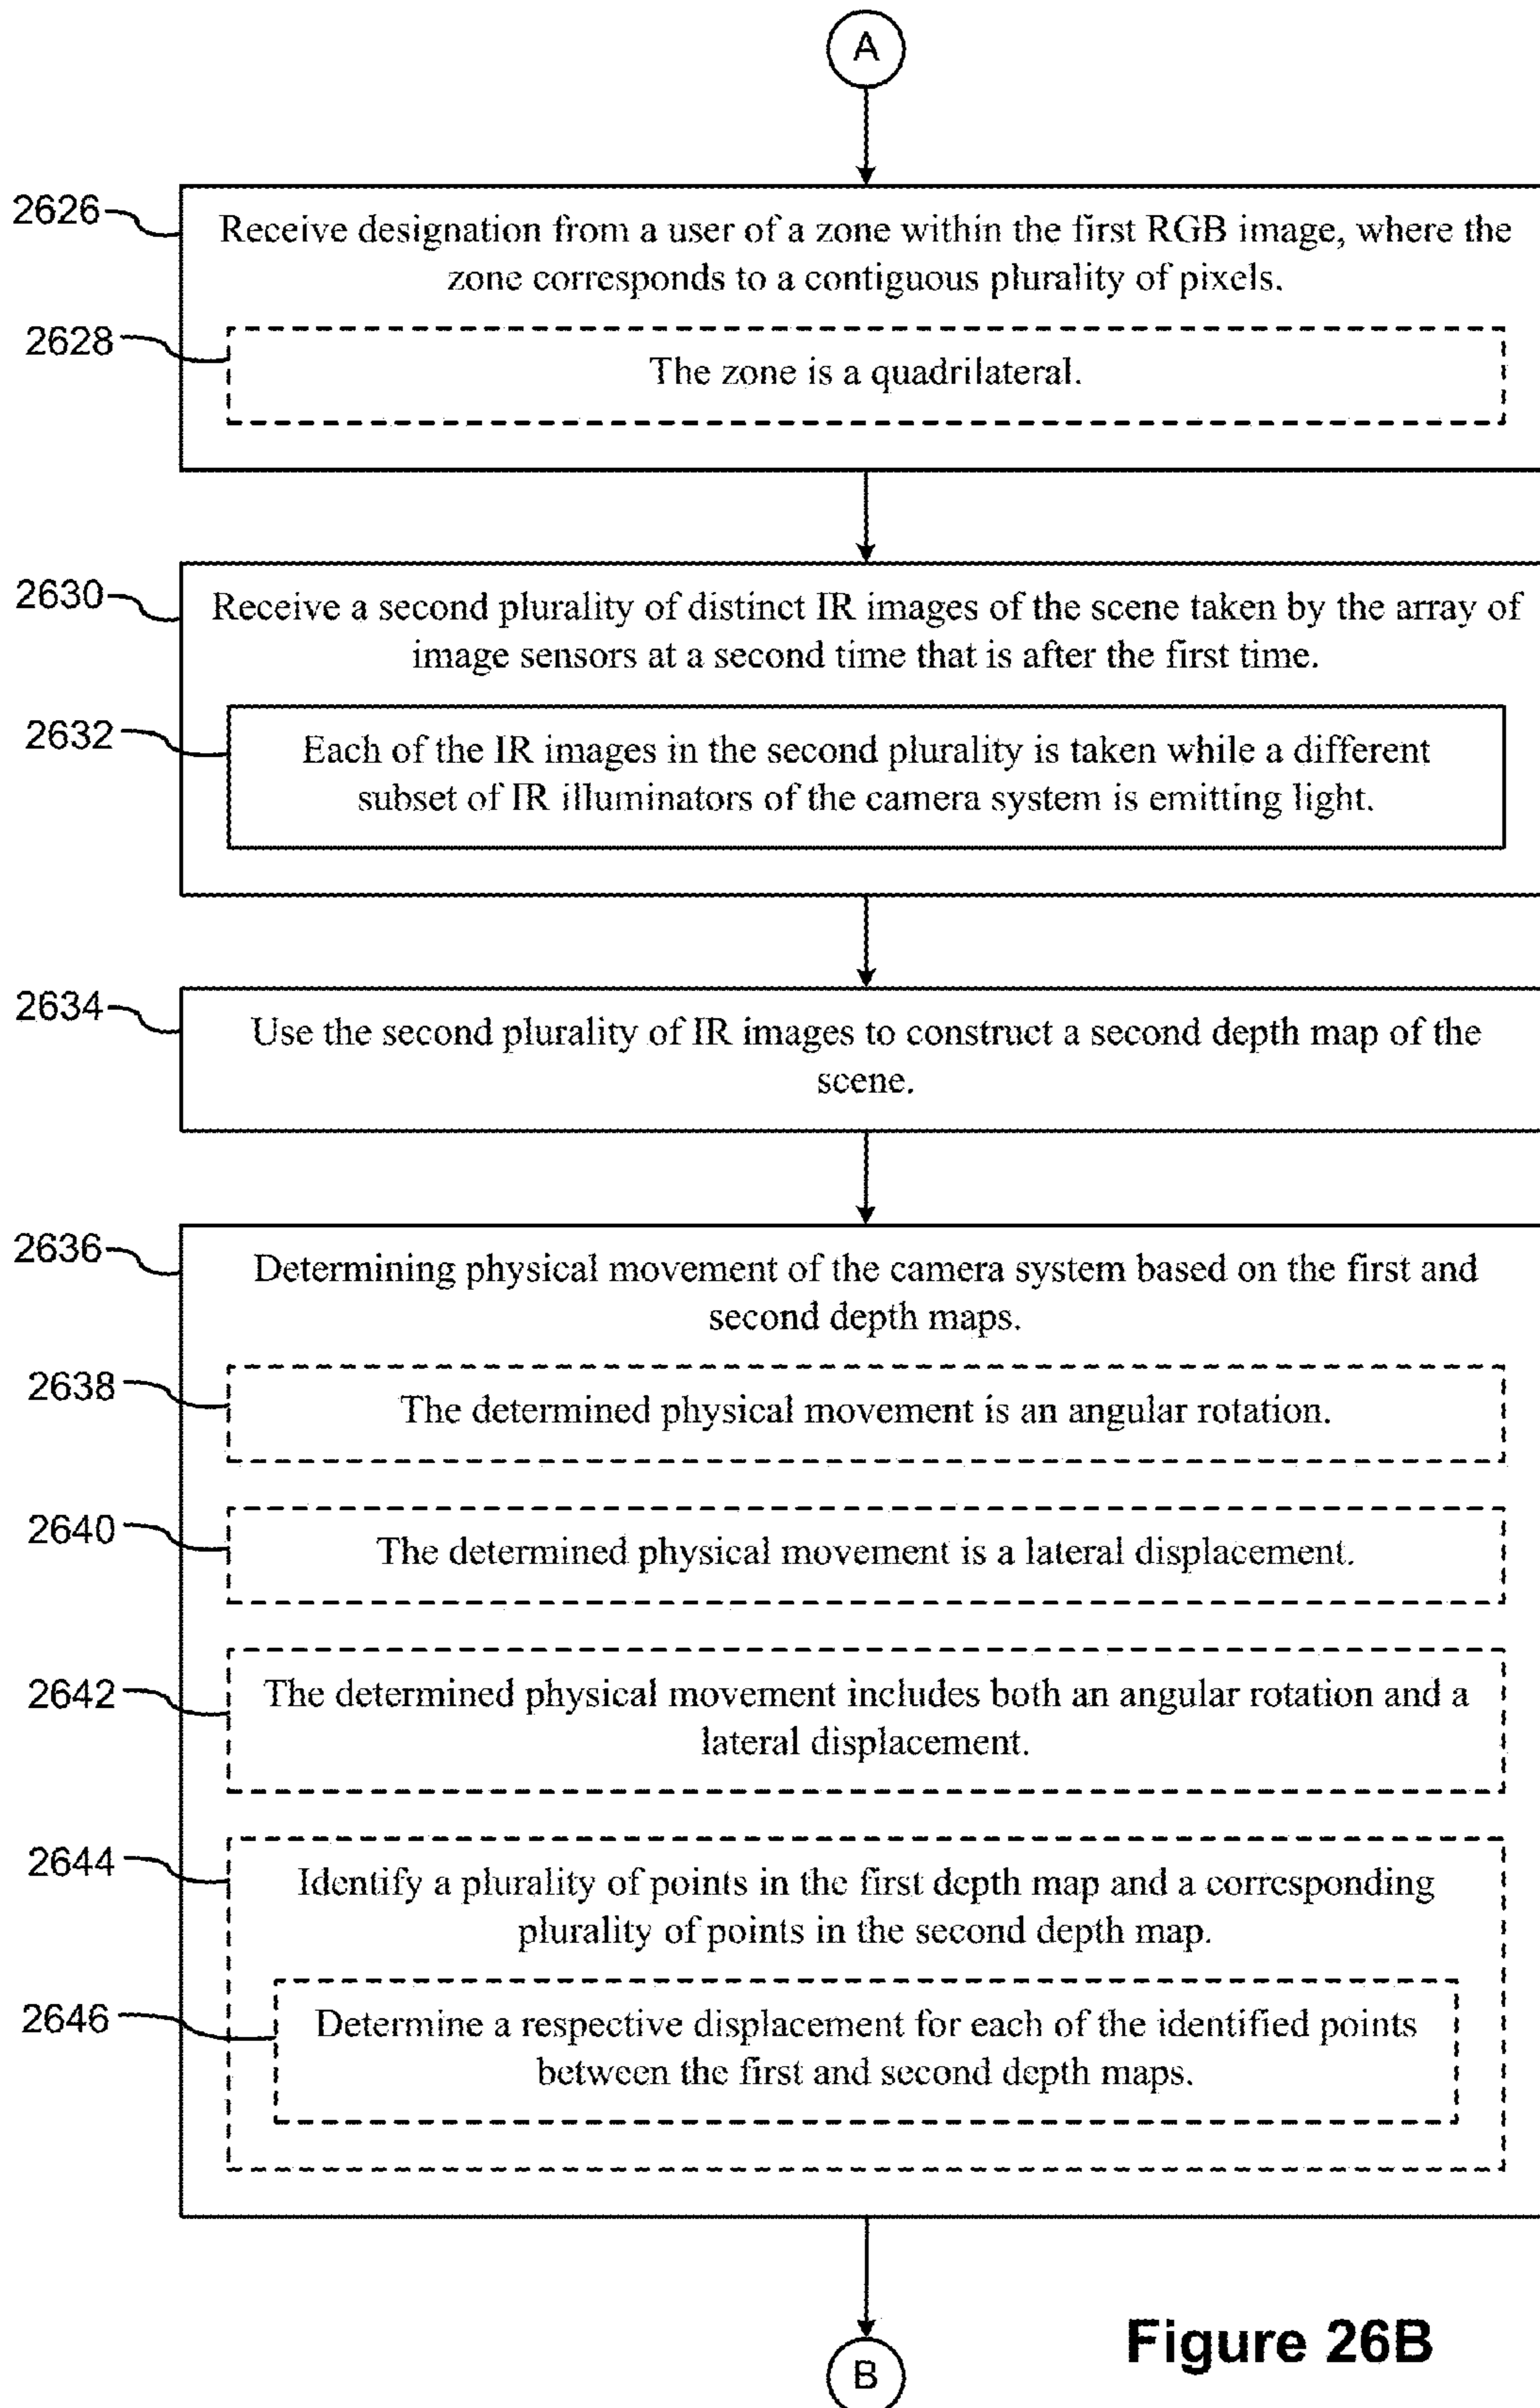 A
2626
Receive designation from a user of a zone within the first RGB image, where the
zone corresponds to a contiguous plurality of pixels.
2628
The zone is a quadrilateral.
2630
Receive a second plurality of distinct IR images of the scene taken by the array of
image sensors at a second time that is after the first time.
2632
Each of the IR images in the second plurality is taken while a different
subset of IR illuminators of the camera system is emitting light.
2634
Use the second plurality of IR images to construct a second depth map of the
scene.
2636
Determining physical movement of the camera system based on the first and
second depth maps.
2638
The determined physical movement is an angular rotation.
2640
The determined physical movement is a lateral displacement.
2642
The determined physical movement includes both an angular rotation and a
lateral displacement.
2644
Identify a plurality of points in the first depth map and a corresponding
plurality of points in the second depth map.
2646
Determine a respective displacement for each of the identified points
between the first and second depth maps.
Figure 26B
B